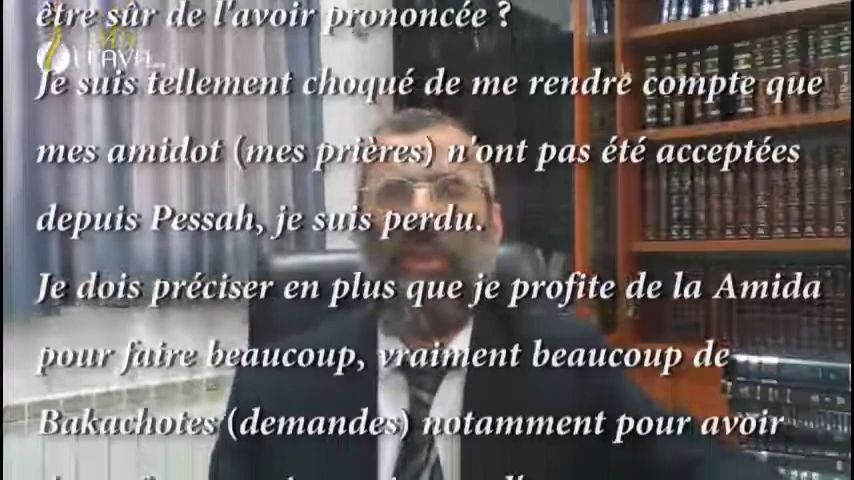 être sûr de l'avoir prononcée ?
My
Je suis tellement choqué de me rendre compte que
mes amidot (mes prières) n'ont pas été acceptées
depuis Pessah, je suis perdu.
Je dois préciser en plus que je profite de la Amida
pour faire beaucoup, vraiment beaucoup de
Bakachotes (demandes) notamment pour avoir